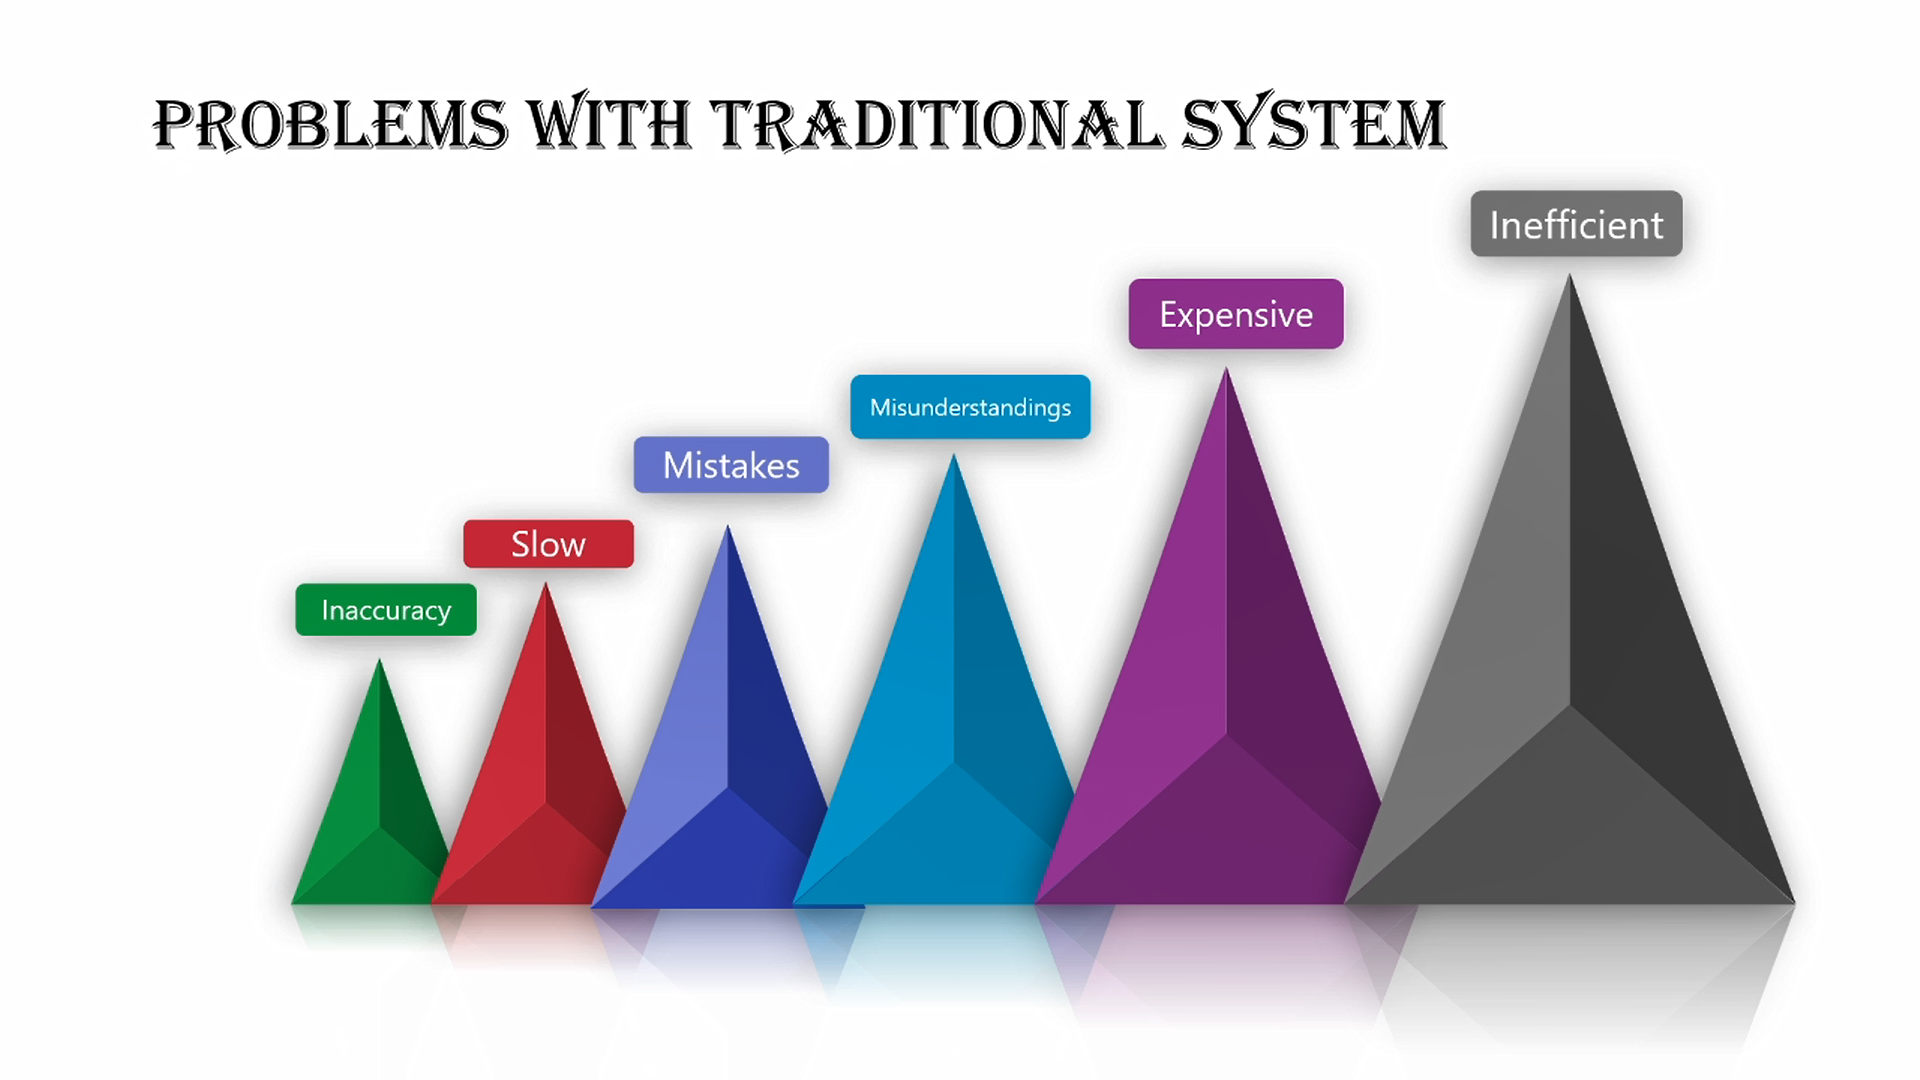 PROBLEMS WITH TRADITIONAL SYSTEM
Inaccuracy
Slow
Mistakes
Misunderstandings
Expensive
Inefficient